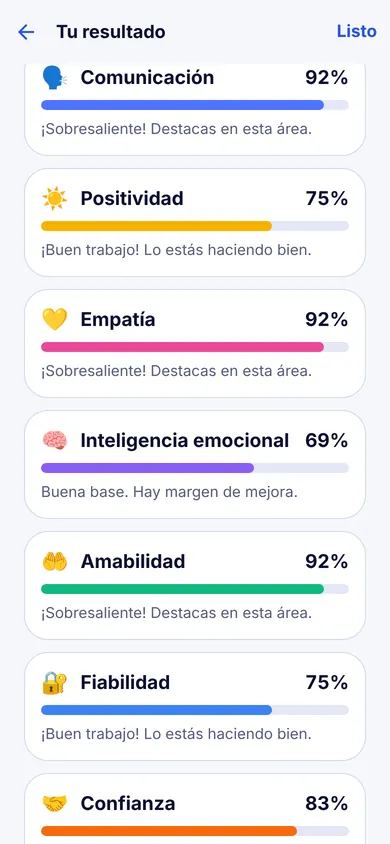 Tu resultado
Listo
Comunicación 92%
¡Sobresaliente! Destacas en esta área.
Positividad 75%
¡Buen trabajo! Lo estás haciendo bien.
Empatía 92%
¡Sobresaliente! Destacas en esta área.
Inteligencia emocional 69%
Buena base. Hay margen de mejora.
Amabilidad 92%
¡Sobresaliente! Destacas en esta área.
Fiabilidad 75%
¡Buen trabajo! Lo estás haciendo bien.
Confianza 83%